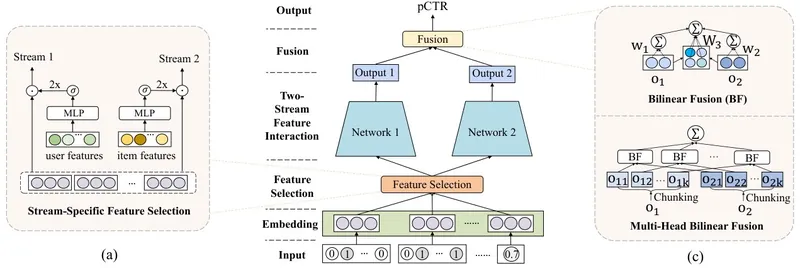 Stream 1
Stream 2
2x
σ
σ
2x
MLP
MLP
...
...
user features
item features
...
Stream-Specific Feature Selection
(a)
Output
pCTR
Fusion
Fusion
Output 1
Output 2
Two-
Stream
Feature
Interaction
Network 1
Network 2
Feature
Selection
Feature Selection
Embedding
......
Input
0 1 ... 0
0 1 ... 1
......
0.7
Σ
w1 Σ W3 Σ w2
o1
o2
Bilinear Fusion (BF)
Σ
BF
BF
...
BF
o11 o12 ... o1k
o21 o22 ... o2k
Chunking
Chunking
o1
o2
Multi-Head Bilinear Fusion
(c)